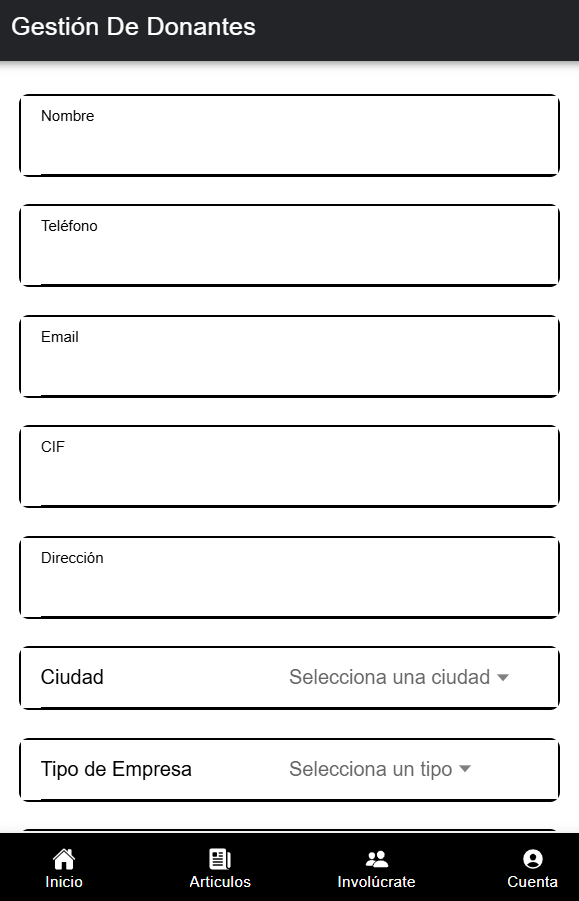 Gestión De Donantes
Nombre
Teléfono
Email
CIF
Dirección
Ciudad Selecciona una ciudad
Tipo de Empresa Selecciona un tipo
Inicio Articulos Involúcrate Cuenta